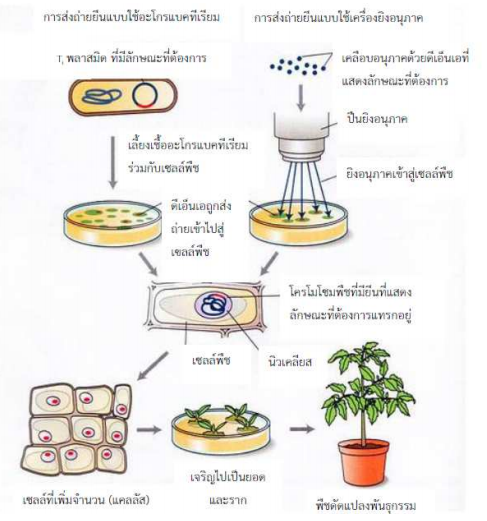 การส่งถ่ายยีนแบบใช้อะโกรแบคทีเรียม
การส่งถ่ายยีนแบบใช้เครื่องยิงอนุภาค
Tᵢ พลาสมิด ที่มีลักษณะที่ต้องการ
เคลือบอนุภาคด้วยดีเอ็นเอที่
แสดงลักษณะที่ต้องการ
ปืนยิงอนุภาค
เลี้ยงเชื้ออะโกรแบคทีเรียม
ร่วมกับเซลล์พืช
ยิงอนุภาคเข้าสู่เซลล์พืช
ดีเอ็นเอถูกส่ง
ถ่ายเข้าไปสู่
เซลล์พืช
โครโมโซมพืชที่มียีนที่แสดง
ลักษณะที่ต้องการแทรกอยู่
เซลล์พืช
นิวเคลียส
เซลล์ที่เพิ่มจำนวน (แคลลัส)
เจริญไปเป็นยอด
และราก
พืชดัดแปลงพันธุกรรม